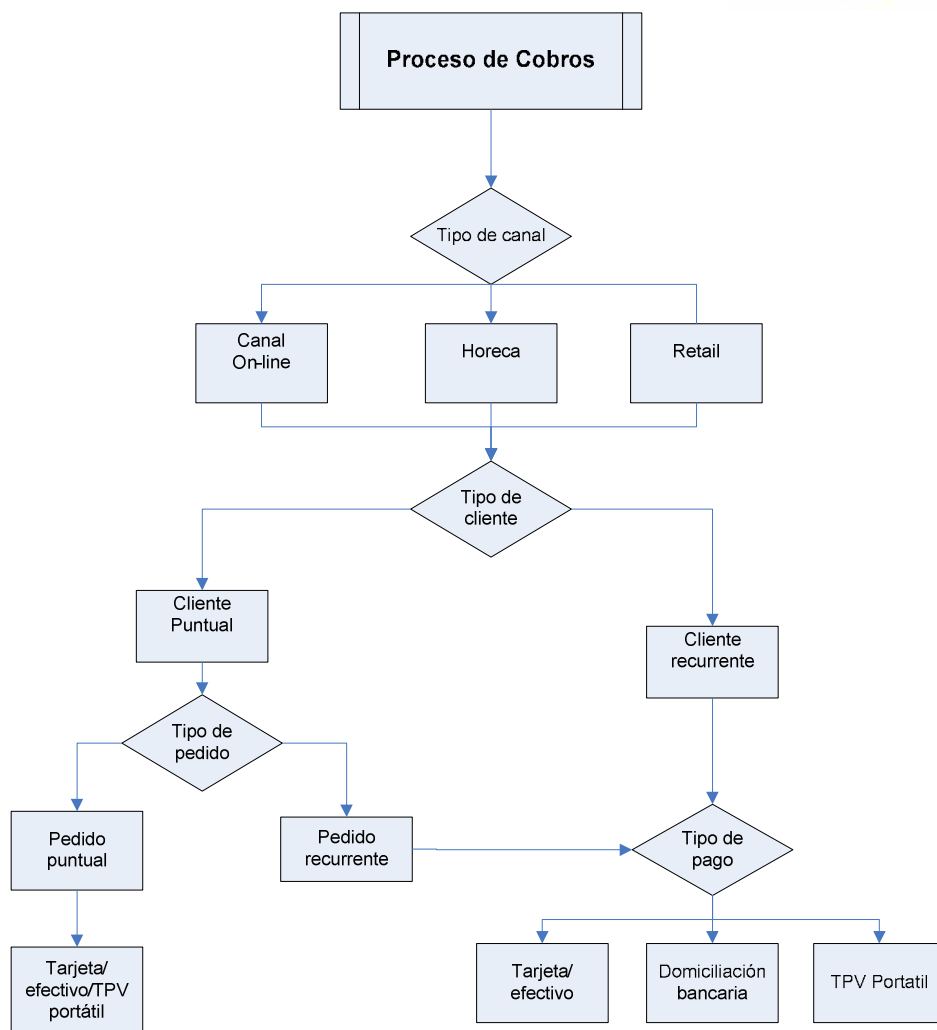 Proceso de Cobros
Tipo de canal
Canal
On-line
Horeca
Retail
Tipo de
cliente
Cliente
Puntual
Cliente
recurrente
Tipo de
pedido
Pedido
puntual
Pedido
recurrente
Tipo de
pago
Tarjeta/
efectivo/TPV
portátil
Tarjeta/
efectivo
Domiciliación
bancaria
TPV Portatil